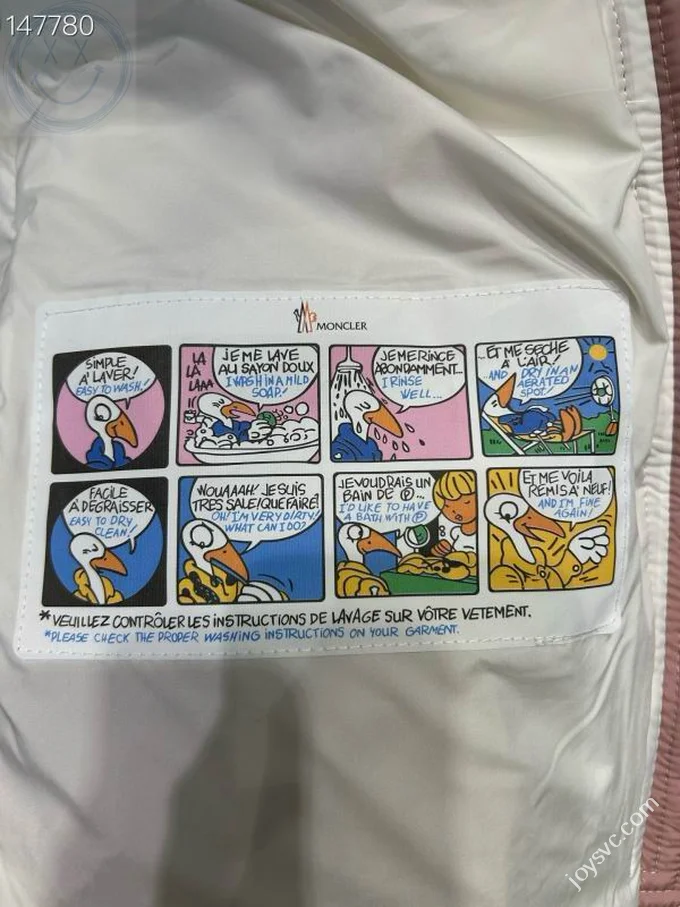 147780
MONCLER
SIMPLE
A' LAVER!
EASY TO WASH!
LA
LA
LAAA
JE ME LAVE
AU SAVON DOUX
I WASH IN A MILD
SOAP!
JE ME RINCE
ABONDAMMENT...
I RINSE
WELL...
...ET ME SECHE
A' L'AIR!
...AND DRY IN AN
AERATED
SPOT!
FACILE
A' DEGRAISSER
EASY TO DRY
CLEAN!
WOUAAAH! JE SUIS
TRES SALE! QUE FAIRE!
OH! I'M VERY DIRTY!
WHAT CAN I DO?
JE VOUDRAIS UN
BAIN DE Ⓟ...
I'D LIKE TO HAVE
A BATH WITH Ⓟ
ET ME VOILA
REMIS A' NEUF!
AND I'M FINE
AGAIN!
*VEUILLEZ CONTRÔLER LES INSTRUCTIONS DE LAVAGE SUR VÔTRE VETEMENT.
*PLEASE CHECK THE PROPER WASHING INSTRUCTIONS ON YOUR GARMENT.
joysvc.com